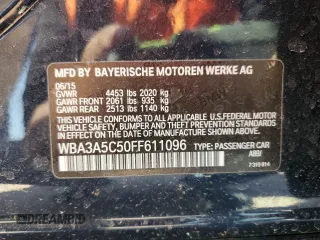 MFD BY BAYERISCHE MOTOREN WERKE AG
06/15
GVWR 4453 lbs 2020 kg
GAWR FRONT 2061 lbs 935 kg
GAWR REAR 2513 lbs 1140 kg
THIS VEHICLE CONFORMS TO ALL APPLICABLE
U.S.FEDERAL MOTOR VEHICLE SAFETY, BUMPER,
AND THEFT PREVENTION STANDARDS IN EFFECT ON
THE DATE OF MANUFACTURE SHOWN ABOVE.
WBA3A5C50FF611096 TYPE: PASSENGER CAR
A89/
DREAMBID